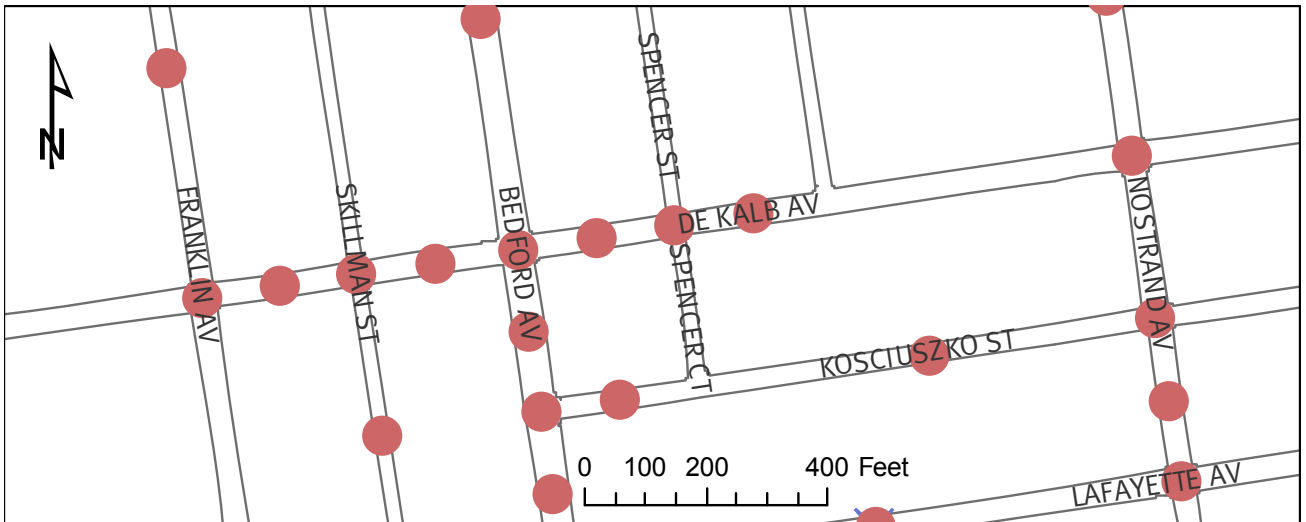 SPENCER ST
FRANKLIN AV
SKILLMAN ST
BEDFORD AV
DE KALB AV
NOSTRAND AV
SPENCER CT
KOSCIUSZKO ST
0 100 200 400 Feet
LAFAYETTE AV
N